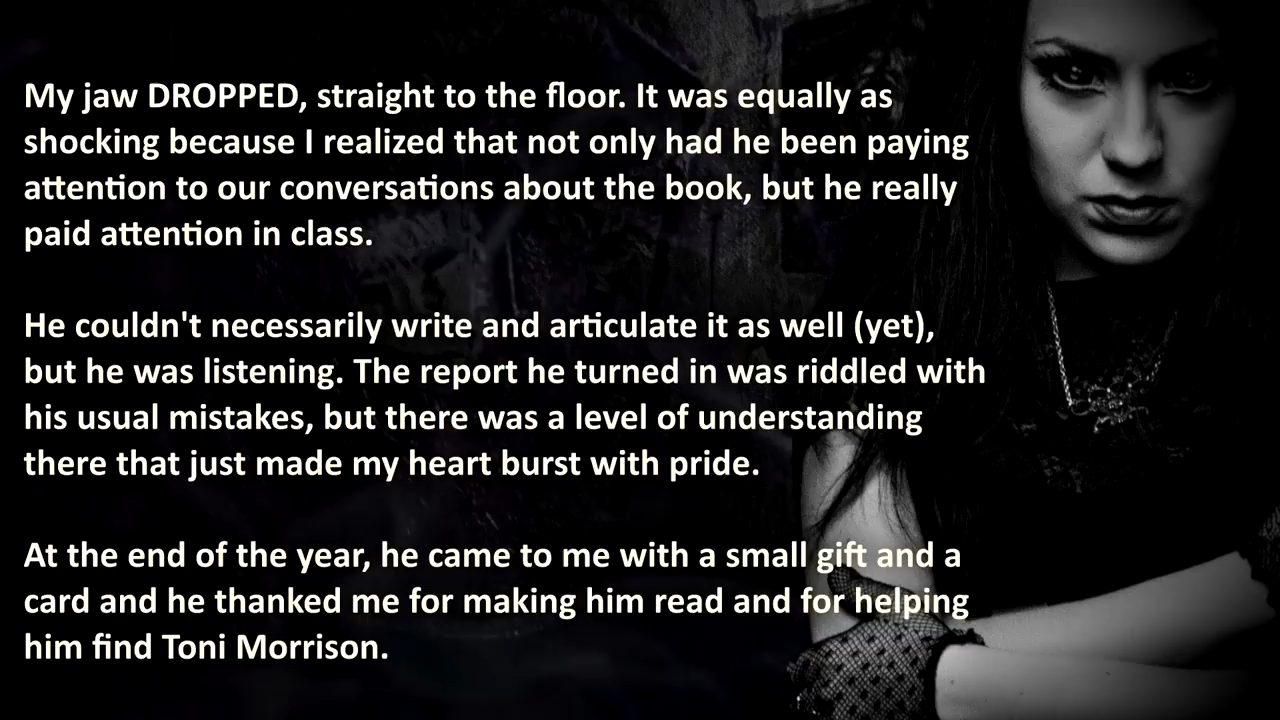 My jaw DROPPED, straight to the floor. It was equally as
shocking because I realized that not only had he been paying
attention to our conversations about the book, but he really
paid attention in class.
He couldn't necessarily write and articulate it as well (yet),
but he was listening. The report he turned in was riddled with
his usual mistakes, but there was a level of understanding
there that just made my heart burst with pride.
At the end of the year, he came to me with a small gift and a
card and he thanked me for making him read and for helping
him find Toni Morrison.